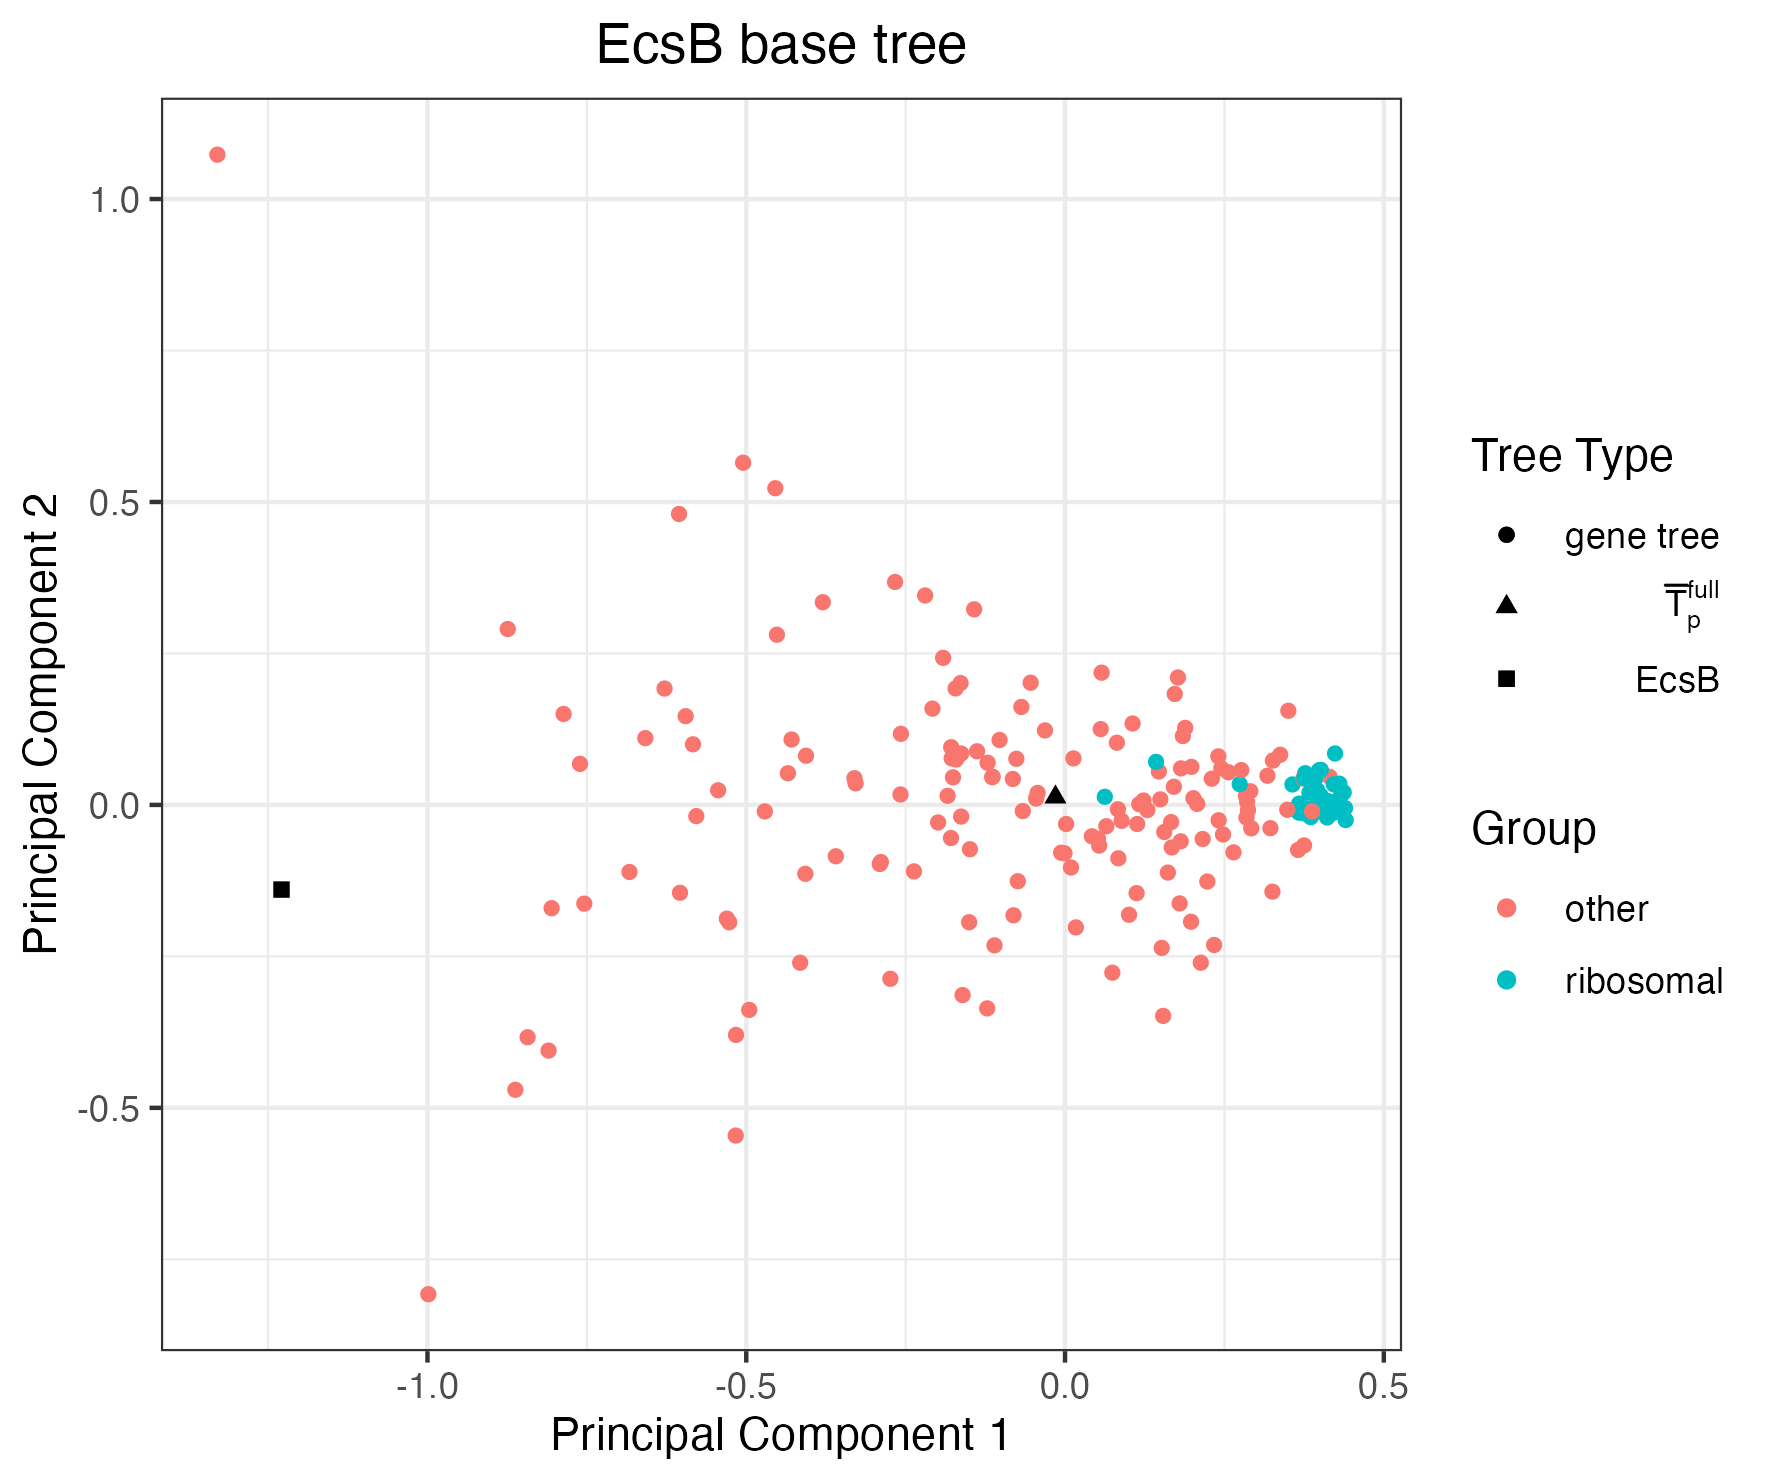 EcsB base tree
1.0
0.5
0.0
-0.5
Principal Component 2
-1.0
-0.5
0.0
0.5
Principal Component 1
Tree Type
gene tree
T̅ₚᶠᵘˡˡ
EcsB
Group
other
ribosomal